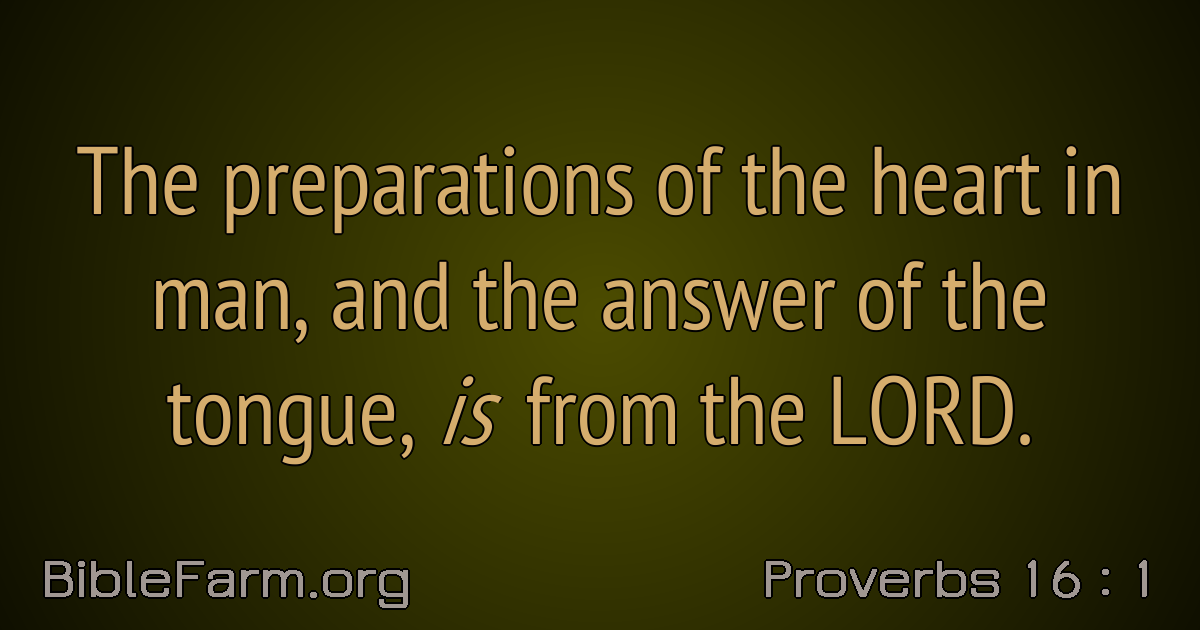 The preparations of the heart in
man, and the answer of the
tongue, is from the LORD.
BibleFarm.org
Proverbs 16 : 1